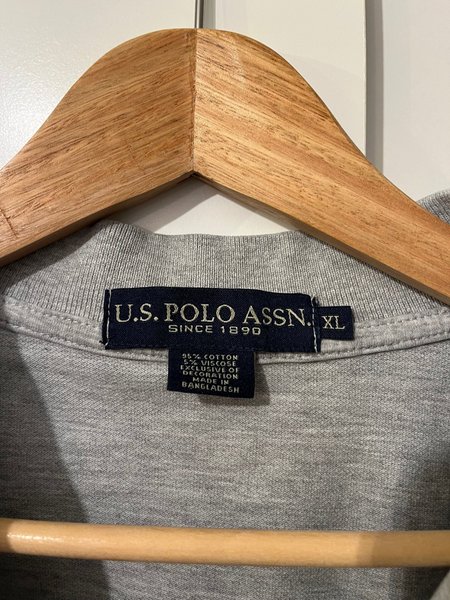 U.S. POLO ASSN.
SINCE 1890
XL
95% COTTON
5% VISCOSE
EXCLUSIVE OF
DECORATION
MADE IN
BANGLADESH